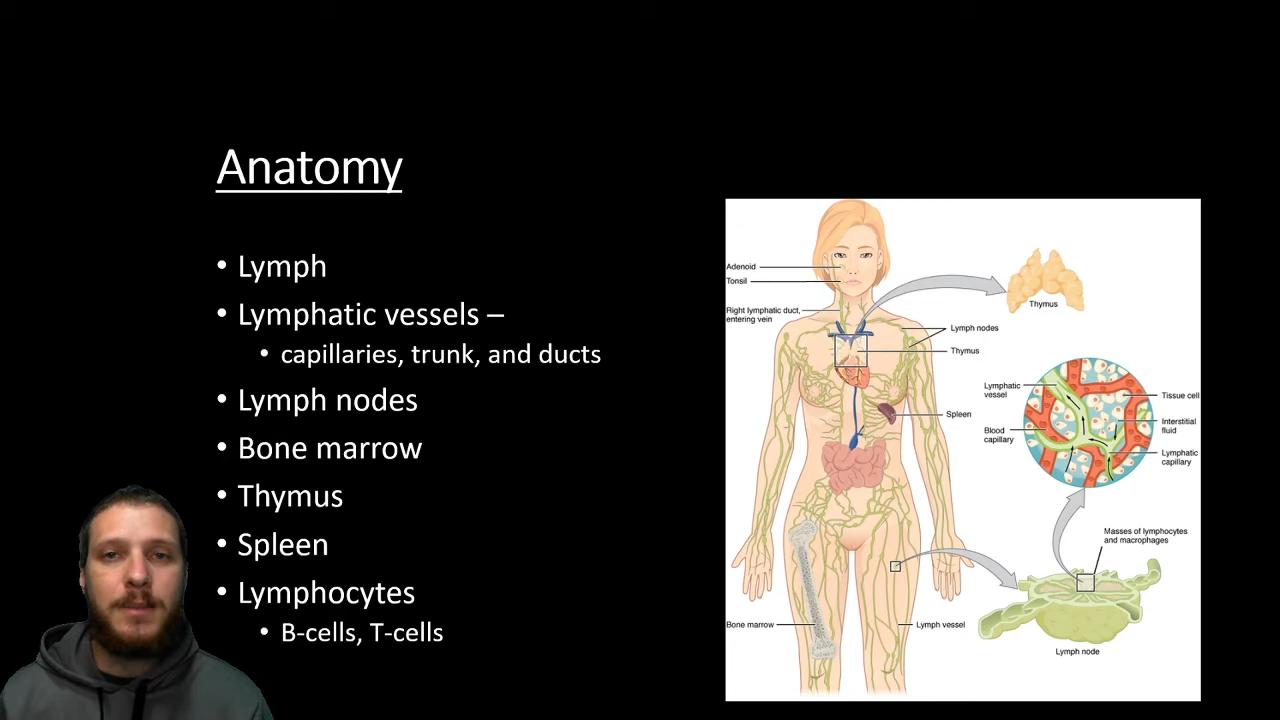 Anatomy
• Lymph
• Lymphatic vessels –
• capillaries, trunk, and ducts
• Lymph nodes
• Bone marrow
• Thymus
• Spleen
• Lymphocytes
• B-cells, T-cells
Adenoid
Tonsil
Right lymphatic duct,
entering vein
Thymus
Lymph nodes
Thymus
Spleen
Lymphatic
vessel
Blood
capillary
Tissue cell
Interstitial
fluid
Lymphatic
capillary
Masses of lymphocytes
and macrophages
Bone marrow
Lymph vessel
Lymph node